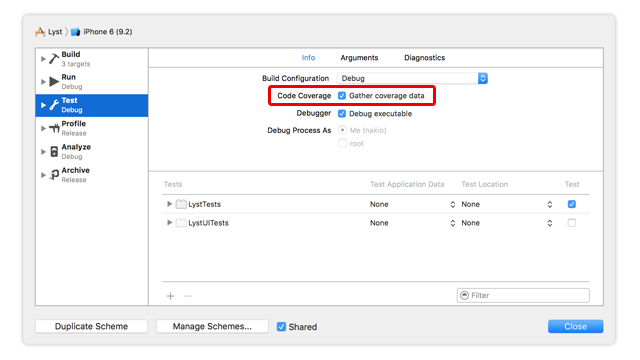 Lyst 〉 iPhone 6 (9.2)
Build
3 targets
Run
Debug
Test
Debug
Profile
Release
Analyze
Debug
Archive
Release
Info Arguments Diagnostics
Build Configuration Debug
Code Coverage Gather coverage data
Debugger Debug executable
Debug Process As Me (nakio)
root
Tests Test Application Data Test Location Test
LystTests None None
LystUITests None None
+ − Filter
Duplicate Scheme Manage Schemes... Shared Close